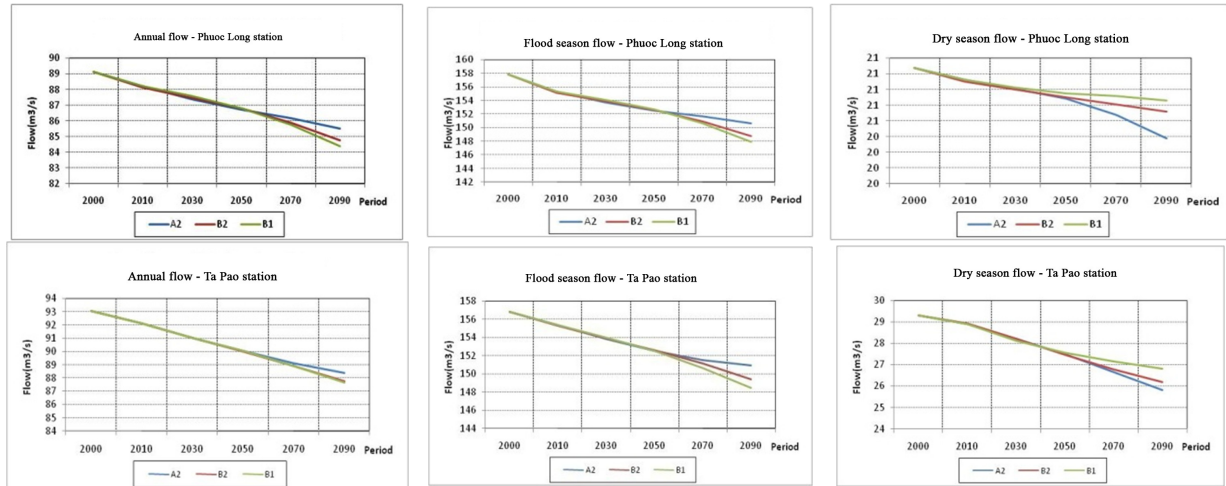 Annual flow - Phuoc Long station
90
89
88
87
86
85
84
83
82
Flow(m3/s)
2000 2010 2030 2050 2070 2090 Period
A2 B2 B1
Flood season flow - Phuoc Long station
160
158
156
154
152
150
148
146
144
142
Flow(m3/s)
2000 2010 2030 2050 2070 2090 Period
A2 B2 B1
Dry season flow - Phuoc Long station
21
21
21
21
21
20
20
20
20
Flow(m3/s)
2000 2010 2030 2050 2070 2090 Period
A2 B2 B1
Annual flow - Ta Pao station
94
93
92
91
90
89
88
87
86
85
84
Flow(m3/s)
2000 2010 2030 2050 2070 2090 Period
A2 B2 B1
Flood season flow - Ta Pao station
158
156
154
152
150
148
146
144
Flow(m3/s)
2000 2010 2030 2050 2070 2090 Period
A2 B2 B1
Dry season flow - Ta Pao station
30
29
28
27
26
25
24
Flow(m3/s)
2000 2010 2030 2050 2070 2090 Period
A2 B2 B1